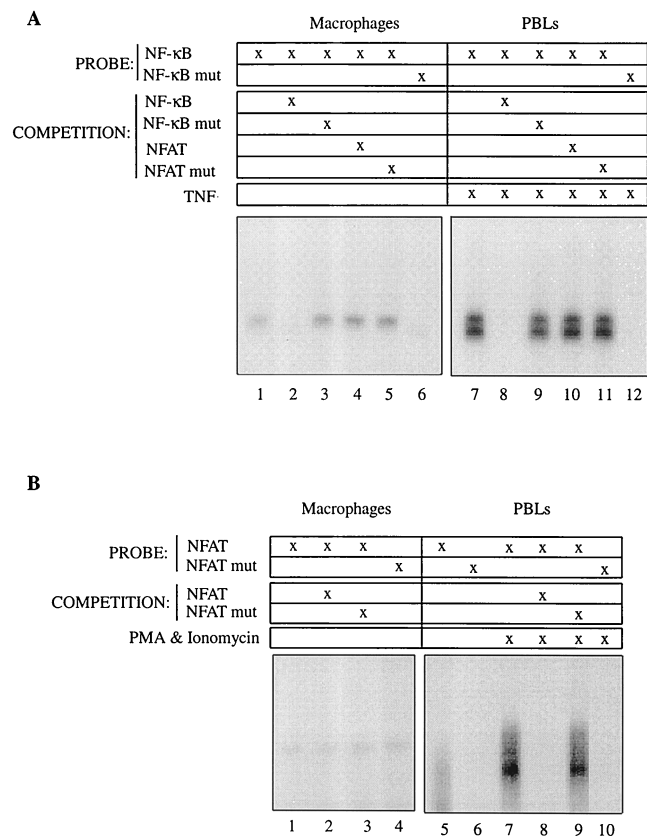 A
Macrophages PBLs
PROBE: NF-κB x x x x x x x x x x
NF-κB mut x x
COMPETITION: NF-κB x x
NF-κB mut x x
NFAT x x
NFAT mut x x
TNF x x x x x x
1 2 3 4 5 6 7 8 9 10 11 12
B
Macrophages PBLs
PROBE: NFAT x x x x x x x
NFAT mut x x x
COMPETITION: NFAT x x
NFAT mut x x
PMA & Ionomycin x x x x
1 2 3 4 5 6 7 8 9 10